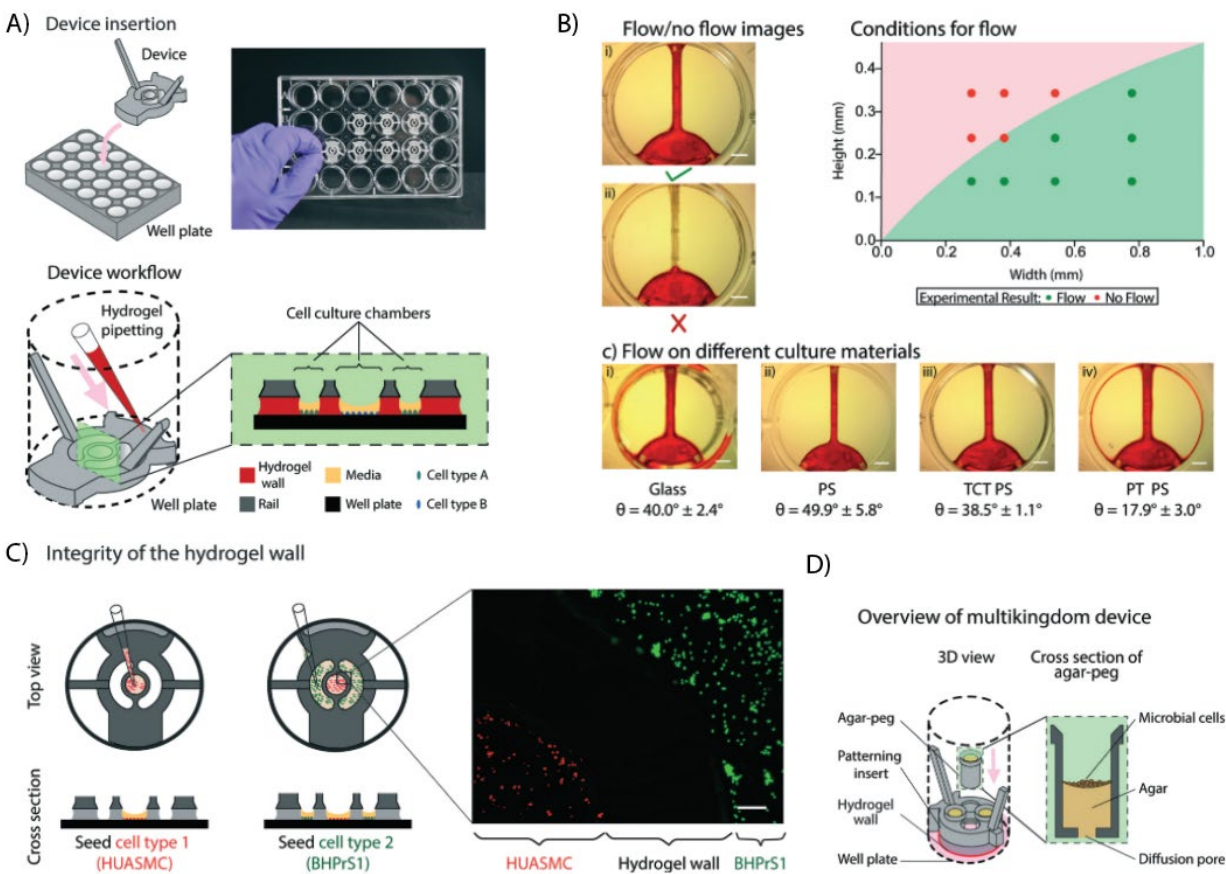 A) Device insertion
Device
Well plate
Device workflow
Hydrogel
pipetting
Well plate
Cell culture chambers
Hydrogel
wall
Media
Cell type A
Rail
Well plate
Cell type B
B)
Flow/no flow images
i)
ii)
Conditions for flow
Height (mm)
0.4
0.3
0.2
0.1
0.0
0.0
0.2
0.4
0.6
0.8
1.0
Width (mm)
Experimental Result: Flow No Flow
c) Flow on different culture materials
i)
ii)
iii)
iv)
Glass
θ = 40.0° ± 2.4°
PS
θ = 49.9° ± 5.8°
TCT PS
θ = 38.5° ± 1.1°
PT PS
θ = 17.9° ± 3.0°
C) Integrity of the hydrogel wall
Top view
Cross section
Seed cell type 1
(HUASMC)
Seed cell type 2
(BHPrS1)
HUASMC
Hydrogel wall
BHPrS1
D)
Overview of multikingdom device
3D view
Cross section of
agar-peg
Agar-peg
Patterning
insert
Hydrogel
wall
Well plate
Microbial cells
Agar
Diffusion pore